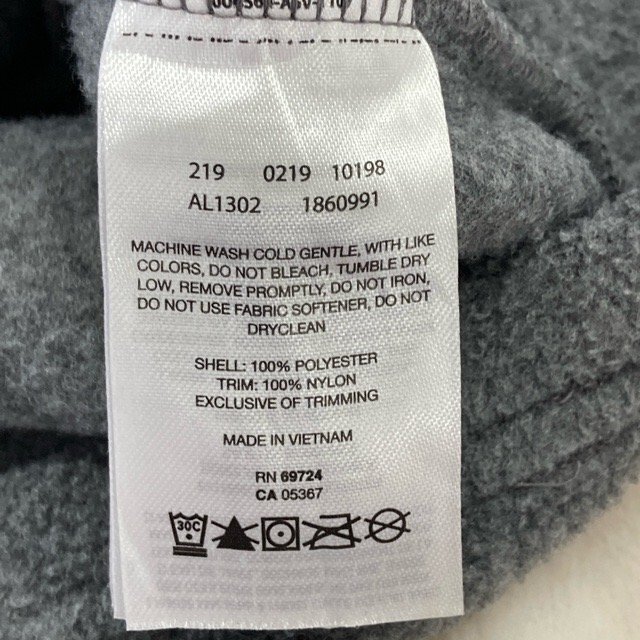 219 0219 10198
AL1302 1860991
MACHINE WASH COLD GENTLE, WITH LIKE
COLORS, DO NOT BLEACH, TUMBLE DRY
LOW, REMOVE PROMPTLY, DO NOT IRON,
DO NOT USE FABRIC SOFTENER, DO NOT
DRYCLEAN
SHELL: 100% POLYESTER
TRIM: 100% NYLON
EXCLUSIVE OF TRIMMING
MADE IN VIETNAM
RN 69724
CA 05367
30C